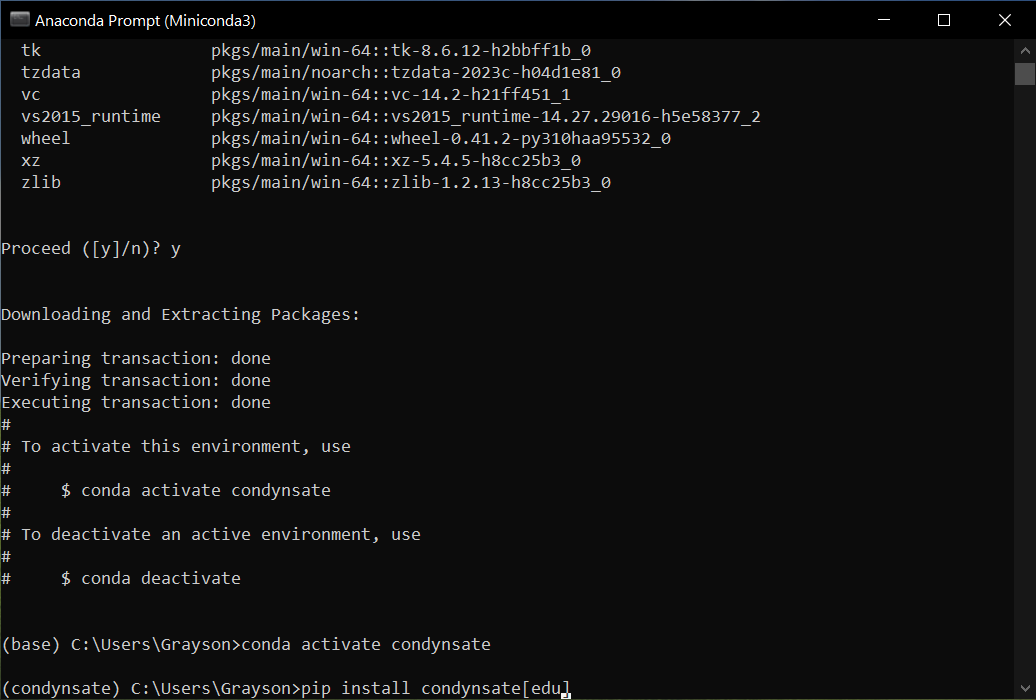 Anaconda Prompt (Miniconda3)
tk pkgs/main/win-64::tk-8.6.12-h2bbff1b_0
tzdata pkgs/main/noarch::tzdata-2023c-h04d1e81_0
vc pkgs/main/win-64::vc-14.2-h21ff451_1
vs2015_runtime pkgs/main/win-64::vs2015_runtime-14.27.29016-h5e58377_2
wheel pkgs/main/win-64::wheel-0.41.2-py310haa95532_0
xz pkgs/main/win-64::xz-5.4.5-h8cc25b3_0
zlib pkgs/main/win-64::zlib-1.2.13-h8cc25b3_0
Proceed ([y]/n)? y
Downloading and Extracting Packages:
Preparing transaction: done
Verifying transaction: done
Executing transaction: done
#
# To activate this environment, use
#
# $ conda activate condynsate
#
# To deactivate an active environment, use
#
# $ conda deactivate
(base) C:\Users\Grayson>conda activate condynsate
(condynsate) C:\Users\Grayson>pip install condynsate[edu]